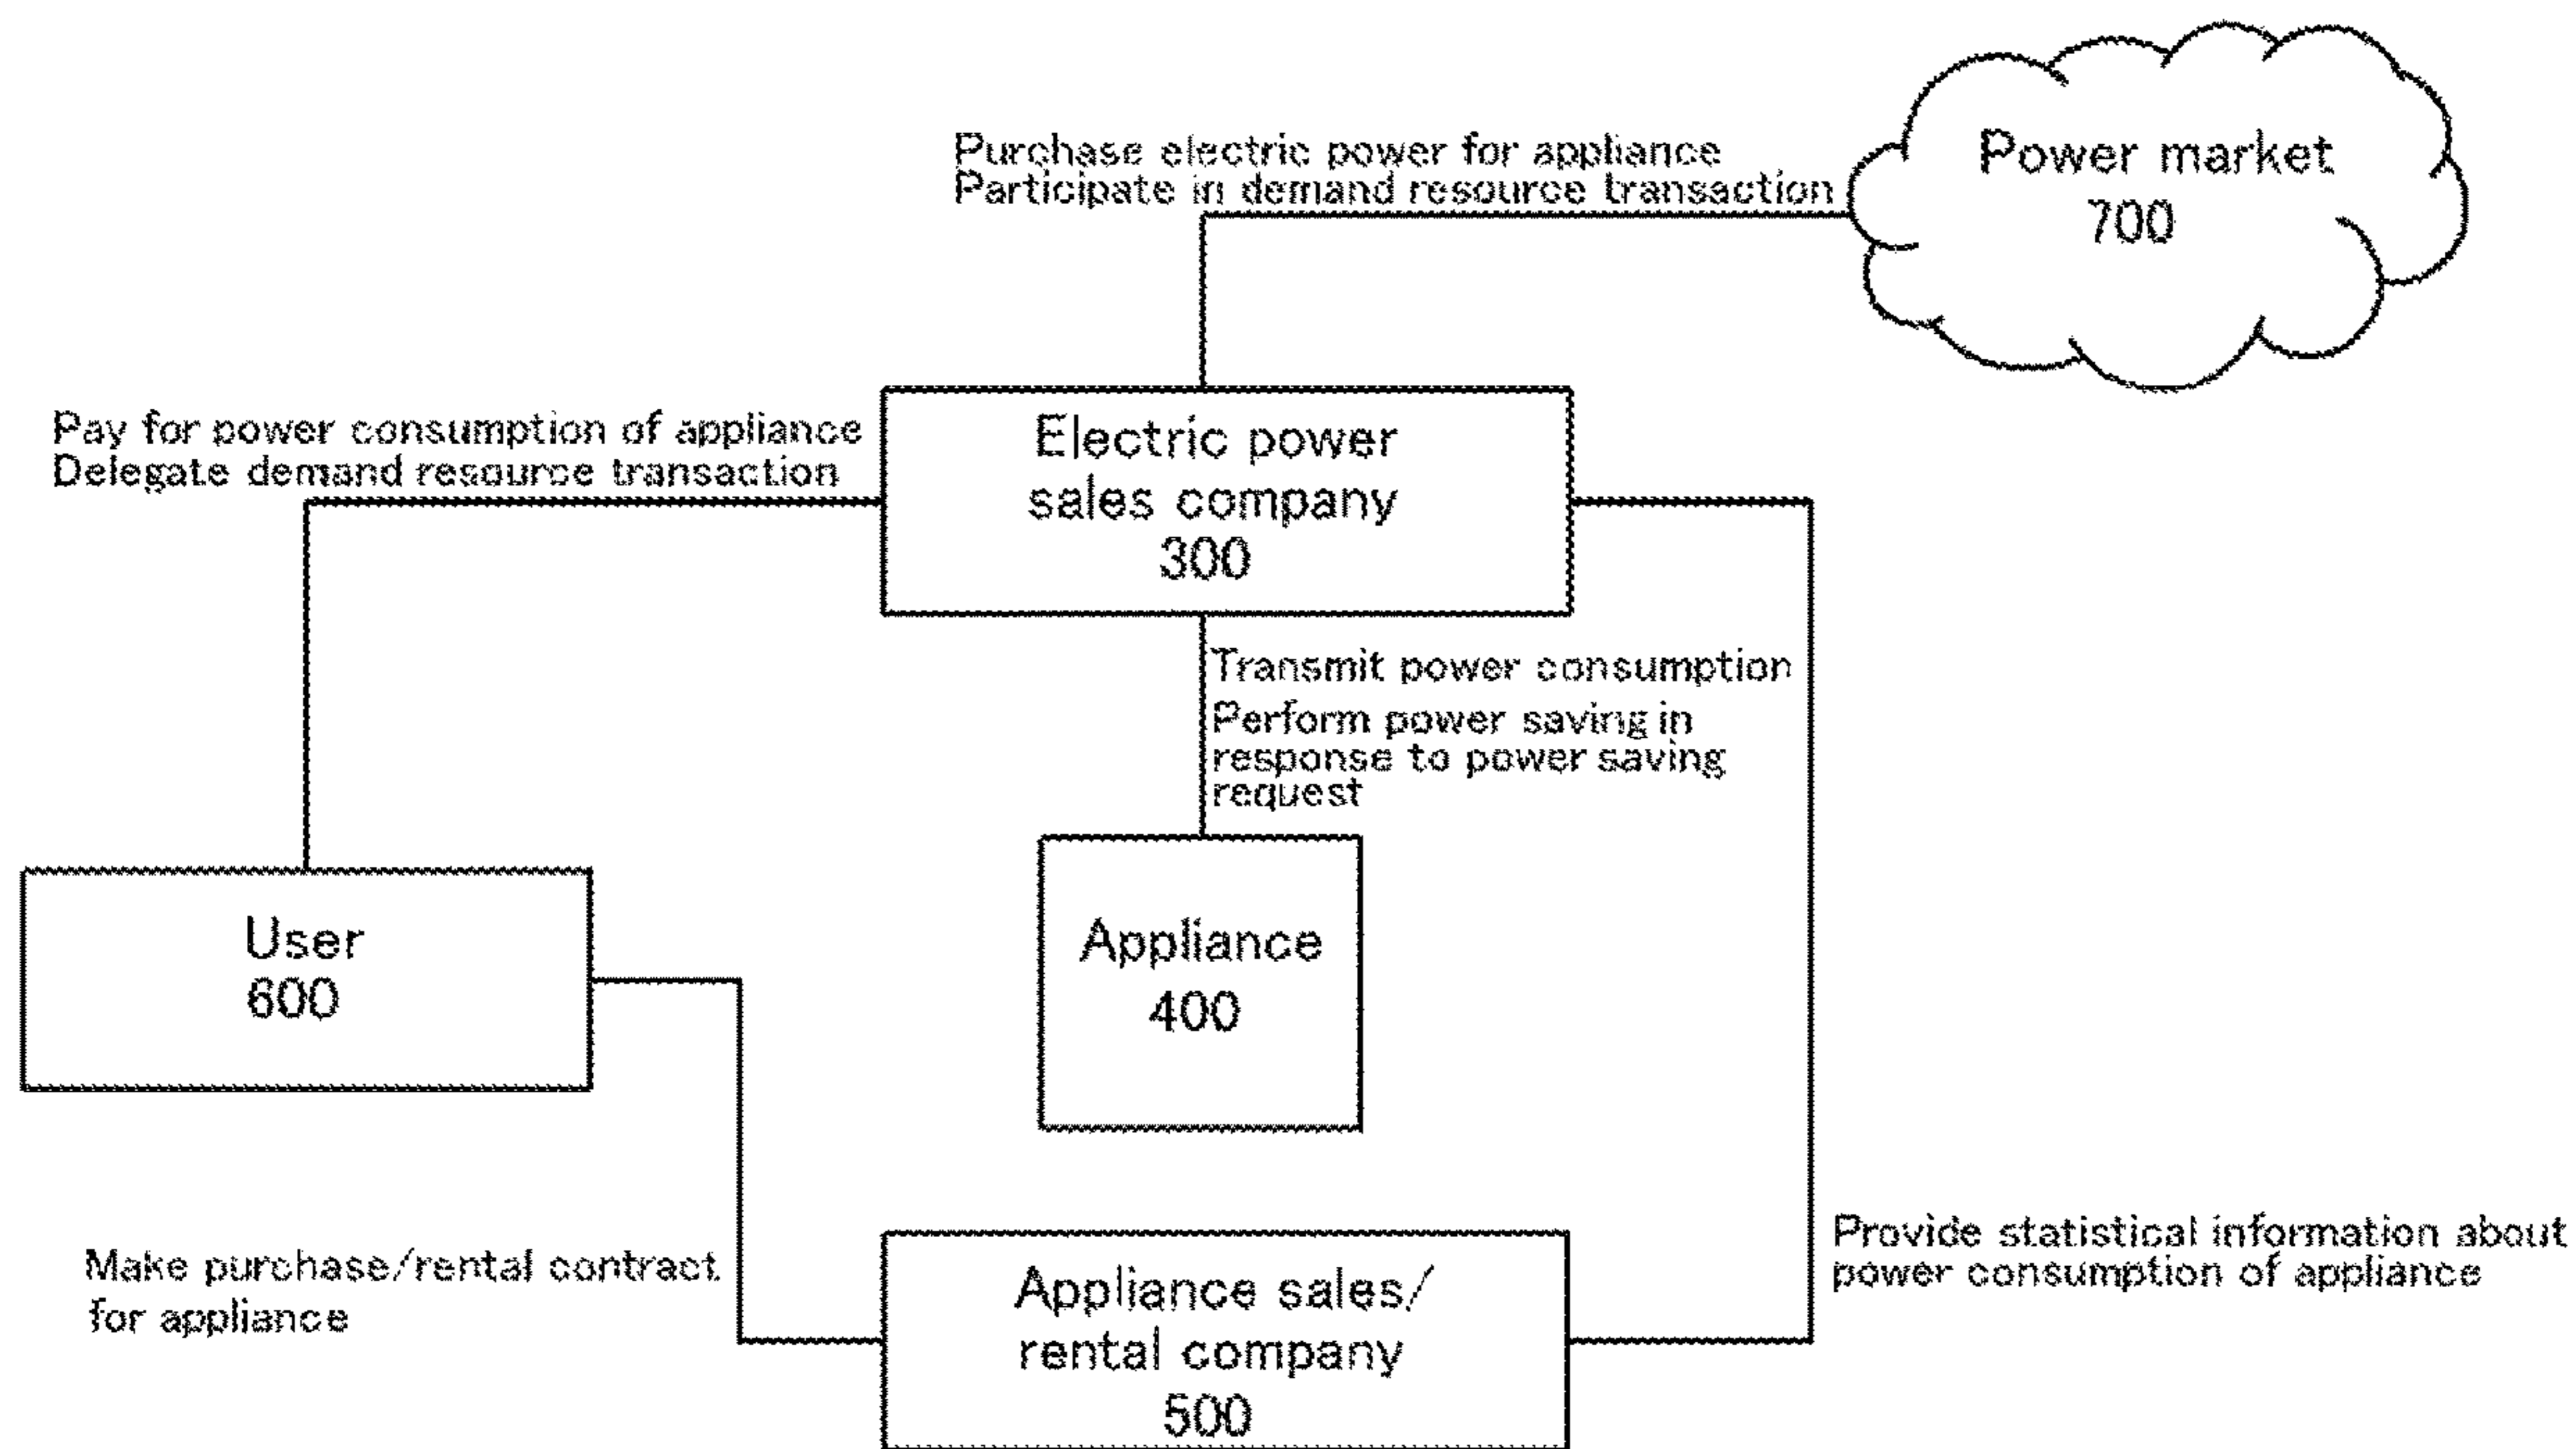 Purchase electric power for appliance
Participate in demand resource transaction
Power market
700
Pay for power consumption of appliance
Delegate demand resource transaction
Electric power
sales company
300
Transmit power consumption
Perform power saving in
response to power saving
request
User
600
Appliance
400
Make purchase/rental contract
for appliance
Appliance sales/
rental company
500
Provide statistical information about
power consumption of appliance